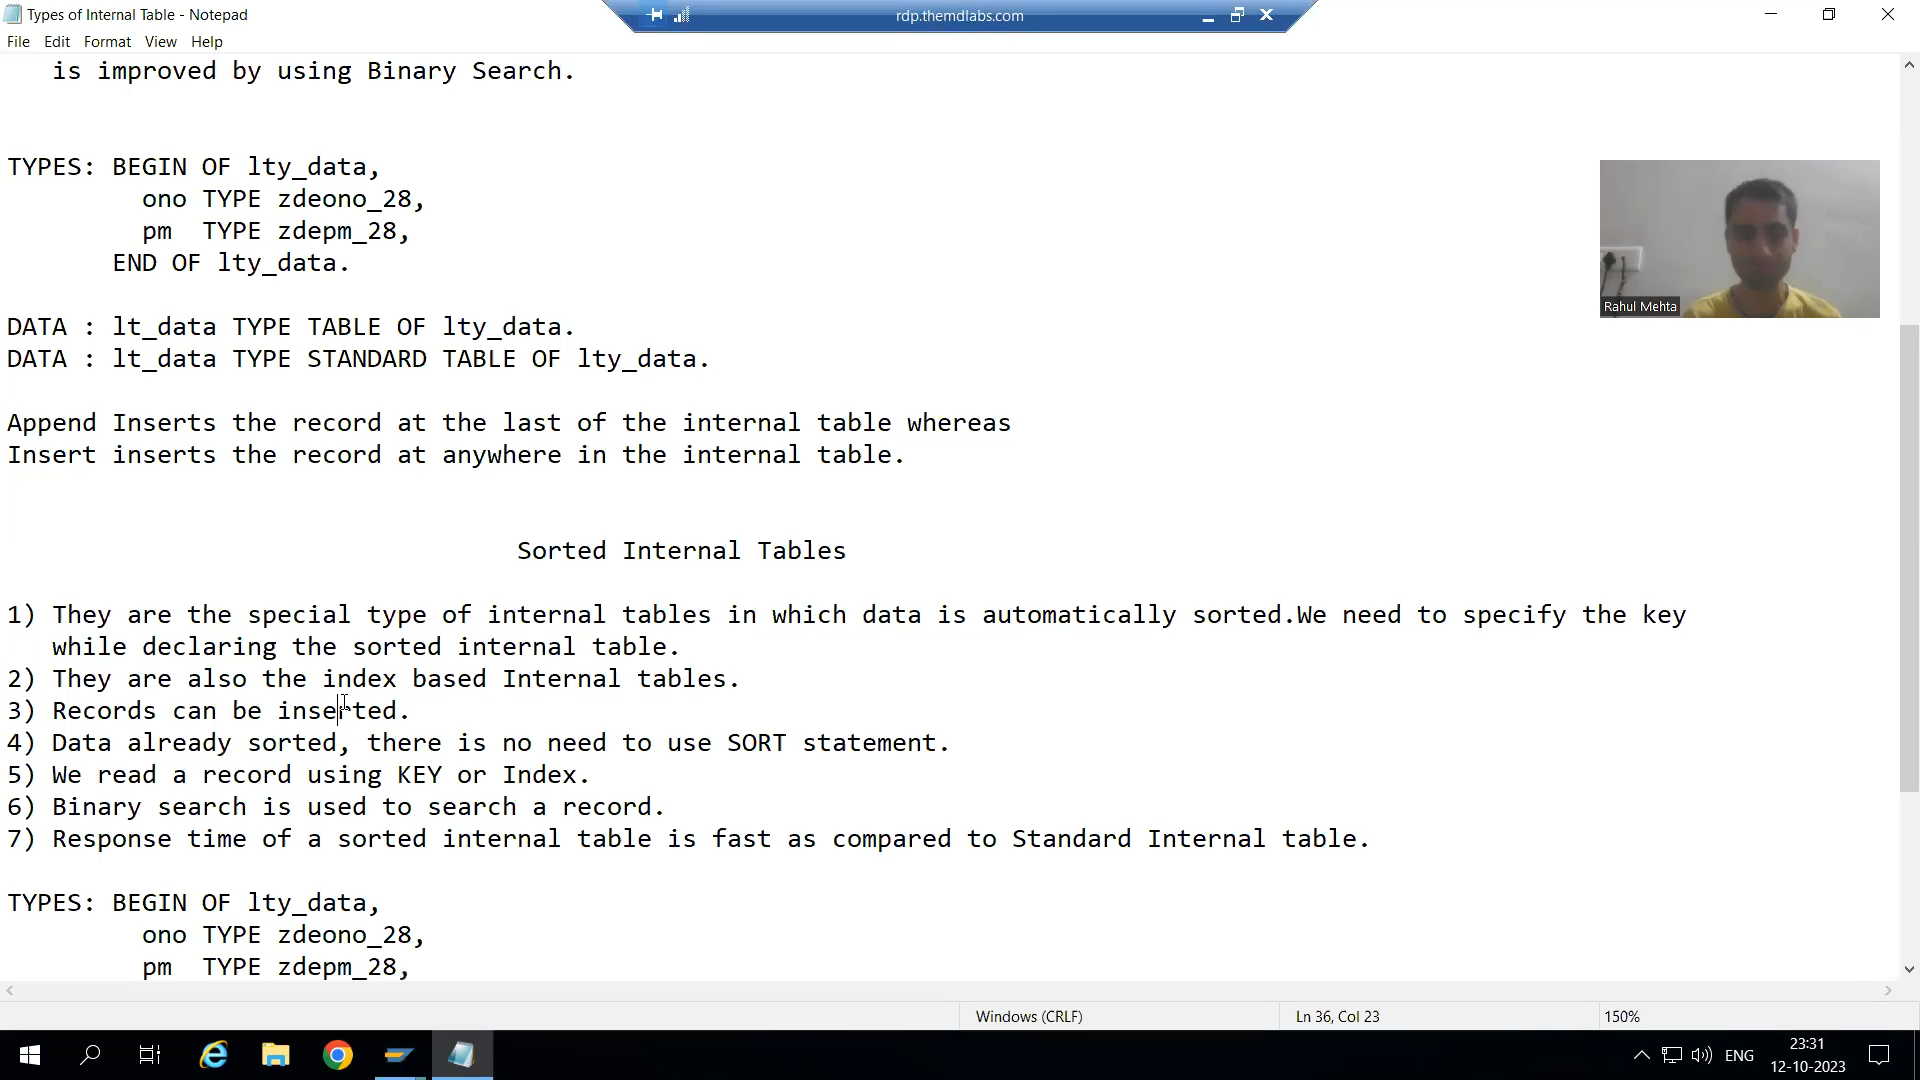 Types of Internal Table - Notepad
rdp.themdlabs.com
File Edit Format View Help
is improved by using Binary Search.
TYPES: BEGIN OF lty_data,
ono TYPE zdeono_28,
pm TYPE zdepm_28,
END OF lty_data.
DATA : lt_data TYPE TABLE OF lty_data.
DATA : lt_data TYPE STANDARD TABLE OF lty_data.
Append Inserts the record at the last of the internal table whereas
Insert inserts the record at anywhere in the internal table.
Sorted Internal Tables
1) They are the special type of internal tables in which data is automatically sorted.We need to specify the key
while declaring the sorted internal table.
2) They are also the index based Internal tables.
3) Records can be inserted.
4) Data already sorted, there is no need to use SORT statement.
5) We read a record using KEY or Index.
6) Binary search is used to search a record.
7) Response time of a sorted internal table is fast as compared to Standard Internal table.
TYPES: BEGIN OF lty_data,
ono TYPE zdeono_28,
pm TYPE zdepm_28,
Rahul Mehta
Windows (CRLF) Ln 36, Col 23 150%
ENG
23:31
12-10-2023